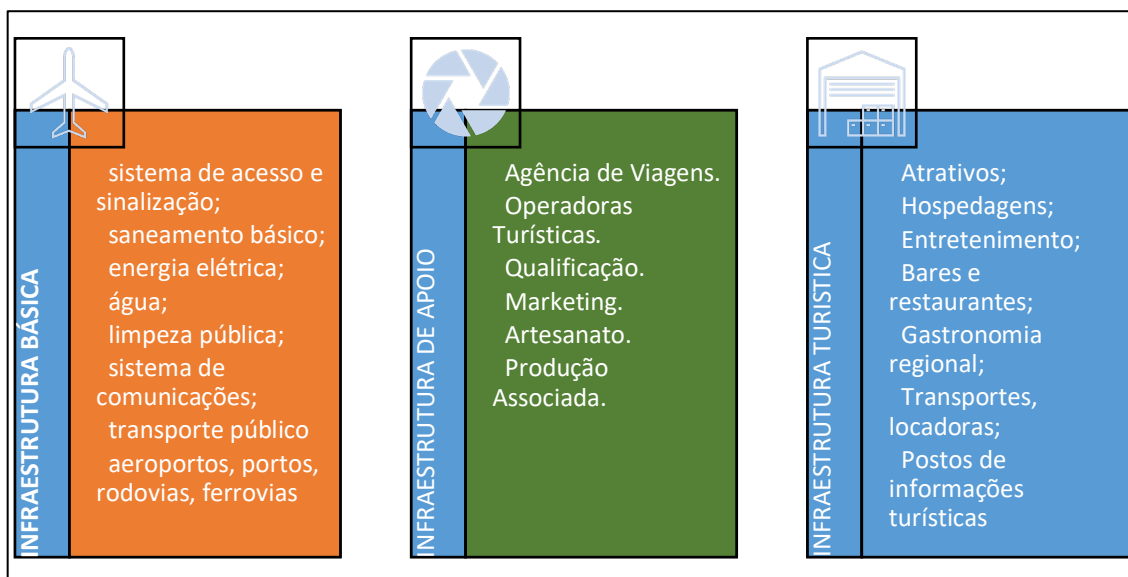 INFRAESTRUTURA BÁSICA
sistema de acesso e
sinalização;
saneamento básico;
energia elétrica;
água;
limpeza pública;
sistema de
comunicações;
transporte público
aeroportos, portos,
rodovias, ferrovias
INFRAESTRUTURA DE APOIO
Agência de Viagens.
Operadoras
Turísticas.
Qualificação.
Marketing.
Artesanato.
Produção
Associada.
INFRAESTRUTURA TURISTICA
Atrativos;
Hospedagens;
Entretenimento;
Bares e
restaurantes;
Gastronomia
regional;
Transportes,
locadoras;
Postos de
informações
turísticas